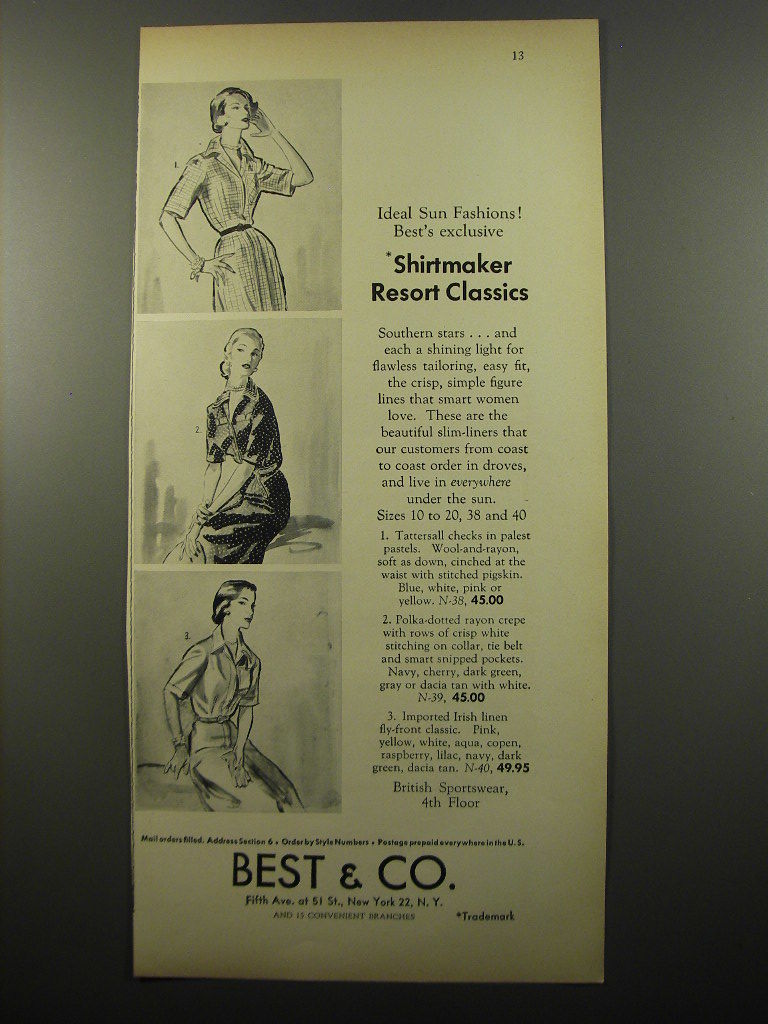 13
1.
2.
3.
Ideal Sun Fashions!
Best's exclusive
*Shirtmaker
Resort Classics
Southern stars . . . and
each a shining light for
flawless tailoring, easy fit,
the crisp, simple figure
lines that smart women
love. These are the
beautiful slim-liners that
our customers from coast
to coast order in droves,
and live in everywhere
under the sun.
Sizes 10 to 20, 38 and 40
1. Tattersall checks in palest
pastels. Wool-and-rayon,
soft as down, cinched at the
waist with stitched pigskin.
Blue, white, pink or
yellow. N-38, 45.00
2. Polka-dotted rayon crepe
with rows of crisp white
stitching on collar, tie belt
and smart snipped pockets.
Navy, cherry, dark green,
gray or dacia tan with white.
N-39, 45.00
3. Imported Irish linen
fly-front classic. Pink,
yellow, white, aqua, copen,
raspberry, lilac, navy, dark
green, dacia tan. N-40, 49.95
British Sportswear,
4th Floor
Mail orders filled. Address Section 6 • Order by Style Numbers • Postage prepaid everywhere in the U. S.
BEST & CO.
Fifth Ave. at 51 St., New York 22, N. Y.
AND 15 CONVENIENT BRANCHES
*Trademark